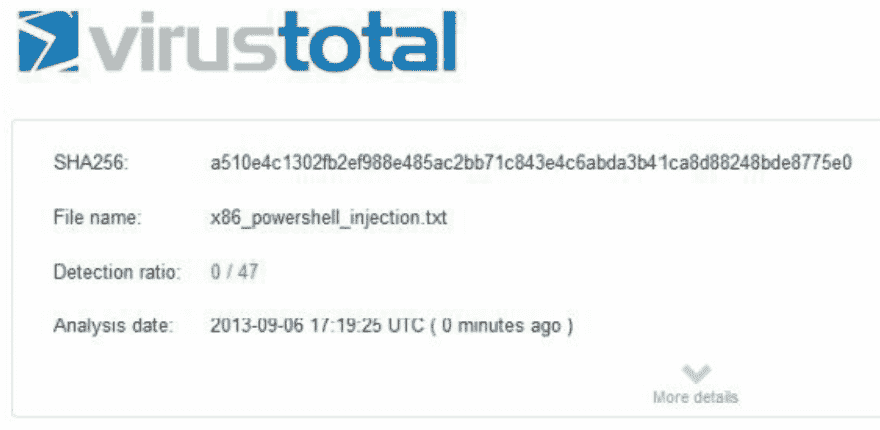 virustotal
SHA256: a510e4c1302fb2ef988e485ac2bb71c843e4c6abda3b41ca8d88248bde8775e0
File name: x86_powershell_injection.txt
Detection ratio: 0 / 47
Analysis date: 2013-09-06 17:19:25 UTC ( 0 minutes ago )
More details